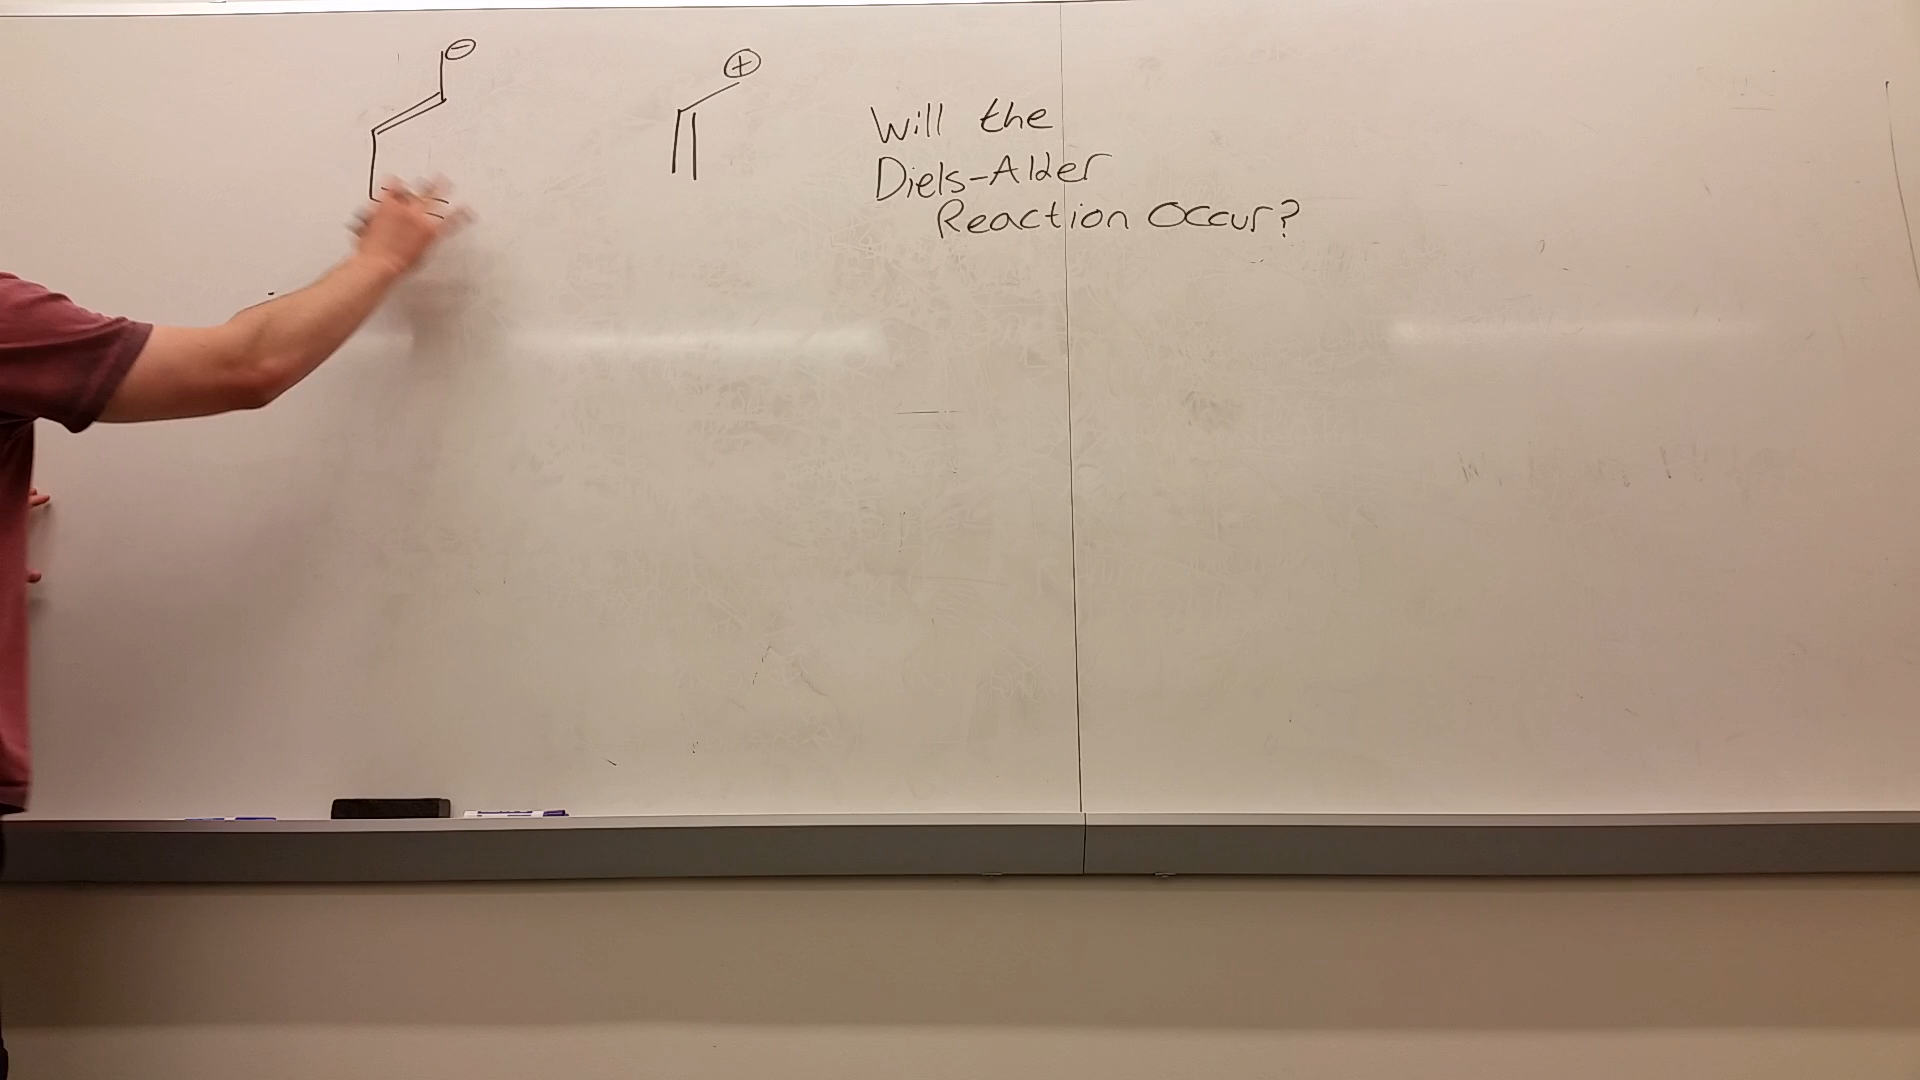 ⊖
⊕
Will the
Diels-Alder
Reaction Occur?